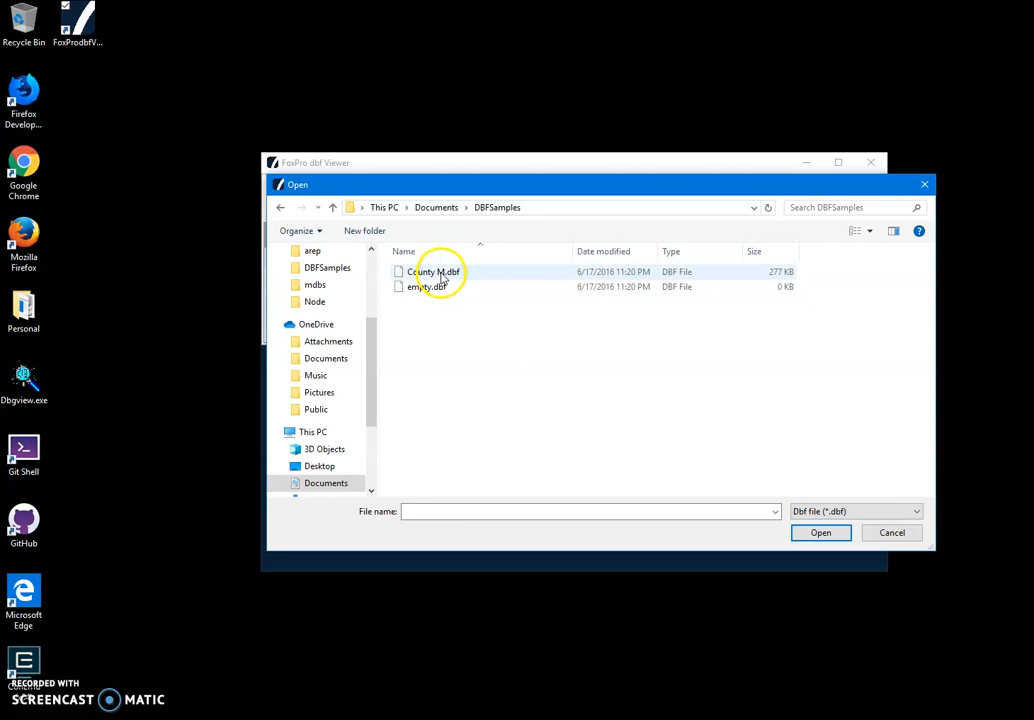 Recycle Bin
FoxProdbfV...
Firefox
Develop...
Google
Chrome
Mozilla
Firefox
Personal
Dbgview.exe
Git Shell
GitHub
Microsoft
Edge
RECORDED WITH
SCREENCAST MATIC
FoxPro dbf Viewer
Open
This PC > Documents > DBFSamples
Search DBFSamples
Organize
New folder
Name
Date modified
Type
Size
arep
DBFSamples
mdbs
Node
OneDrive
Attachments
Documents
Music
Pictures
Public
This PC
3D Objects
Desktop
Documents
County M.dbf 6/17/2016 11:20 PM DBF File 277 KB
empty.dbf 6/17/2016 11:20 PM DBF File 0 KB
File name:
Dbf file (*.dbf)
Open
Cancel